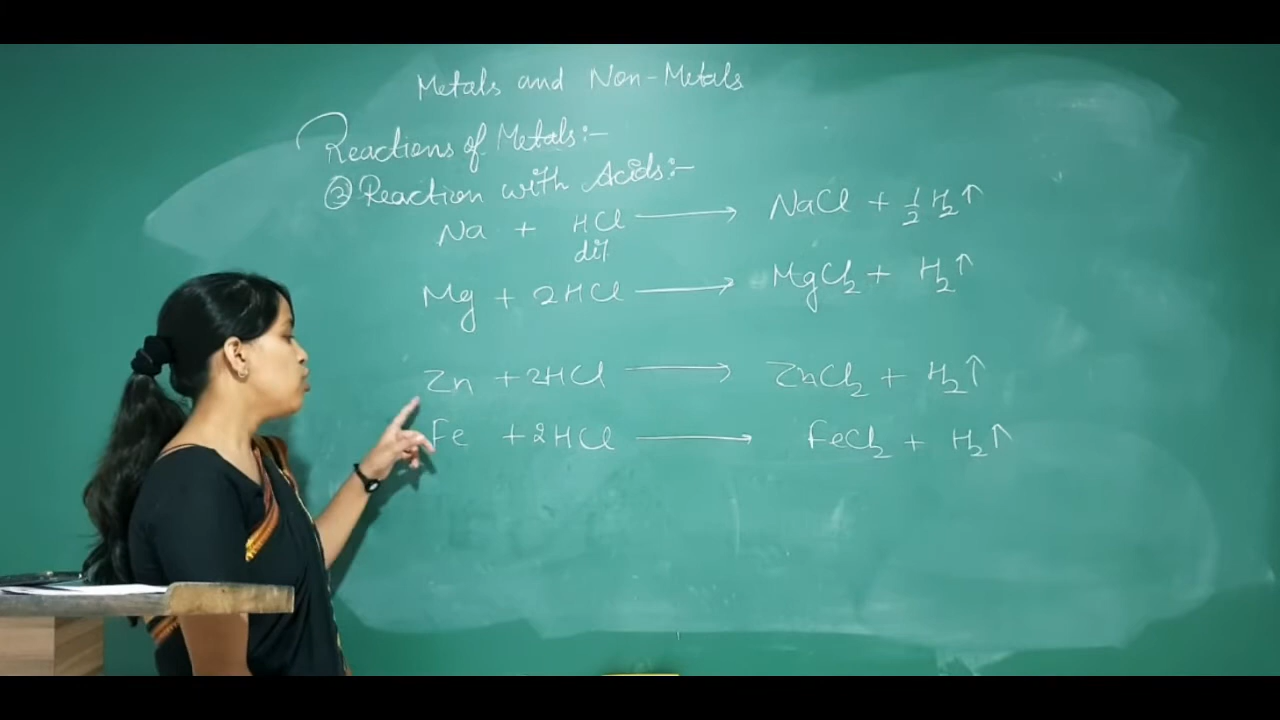 Metals and Non-Metals
Reactions of Metals:-
② Reaction with Acids:-
Na + HCl ⟶ NaCl + 1/2 H₂↑
dil
Mg + 2HCl ⟶ MgCl₂ + H₂↑
Zn + 2HCl ⟶ ZnCl₂ + H₂↑
Fe + 2HCl ⟶ FeCl₂ + H₂↑